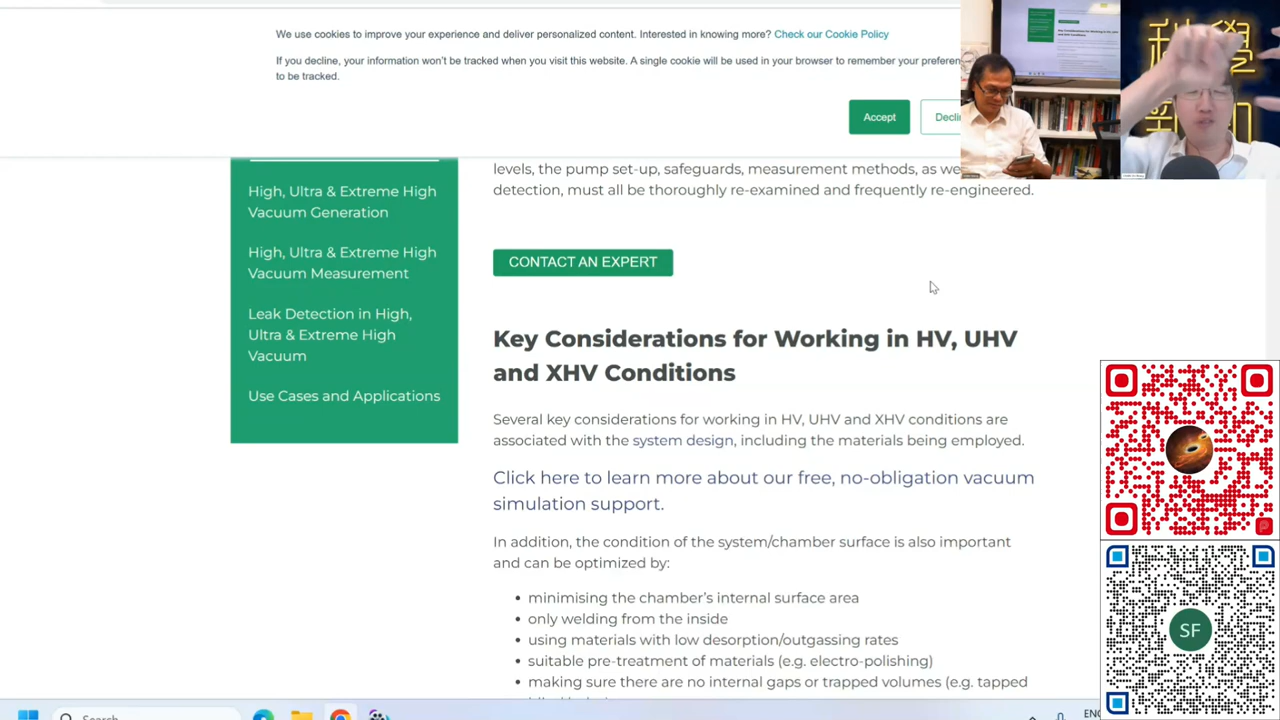 We use cookies to improve your experience and deliver personalized content. Interested in knowing more? Check our Cookie Policy
If you decline, your information won't be tracked when you visit this website. A single cookie will be used in your browser to remember your
to be tracked.
Accept
High, Ultra & Extreme High
Vacuum Generation
High, Ultra & Extreme High
Vacuum Measurement
Leak Detection in High,
Ultra & Extreme High
Vacuum
Use Cases and Applications
levels, the pump set-up, safeguards, measurement methods, as
detection, must all be thoroughly re-examined and frequently re-engineered.
CONTACT AN EXPERT
Key Considerations for Working in HV, UHV
and XHV Conditions
Several key considerations for working in HV, UHV and XHV conditions are
associated with the system design, including the materials being employed.
Click here to learn more about our free, no-obligation vacuum
simulation support.
In addition, the condition of the system/chamber surface is also important
and can be optimized by:
• minimising the chamber's internal surface area
• only welding from the inside
• using materials with low desorption/outgassing rates
• suitable pre-treatment of materials (e.g. electro-polishing)
• making sure there are no internal gaps or trapped volumes (e.g. tapped
SF
Search
ENG